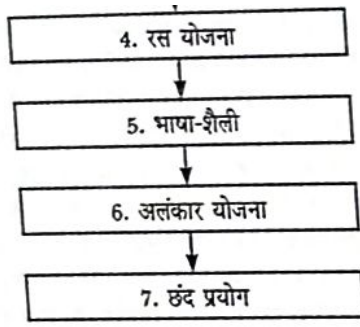 4. रस योजना
5. भाषा-शैली
6. अलंकार योजना
7. छंद प्रयोग